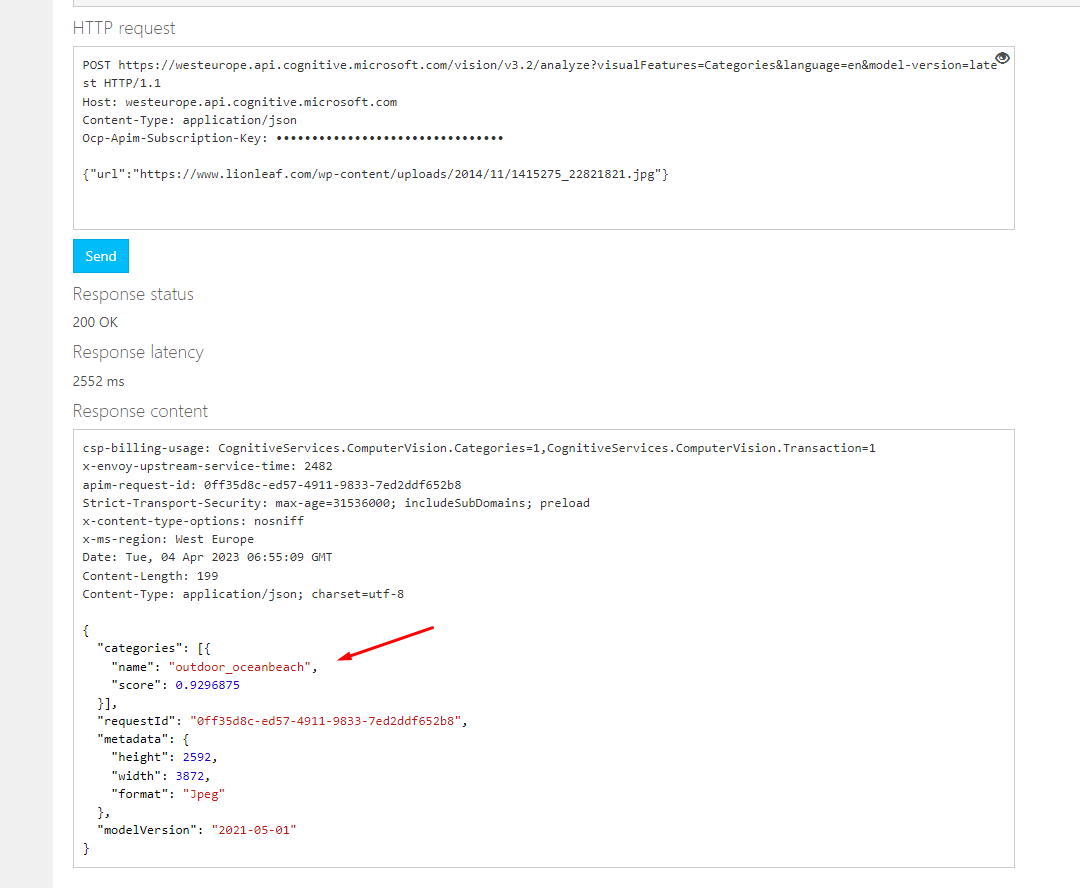 HTTP request
POST https://westeurope.api.cognitive.microsoft.com/vision/v3.2/analyze?visualFeatures=Categories&language=en&model-version=late
st HTTP/1.1
Host: westeurope.api.cognitive.microsoft.com
Content-Type: application/json
Ocp-Apim-Subscription-Key: ••••••••••••••••••••••••••••••••
{"url":"https://www.lionleaf.com/wp-content/uploads/2014/11/1415275_22821821.jpg"}
Send
Response status
200 OK
Response latency
2552 ms
Response content
csp-billing-usage: CognitiveServices.ComputerVision.Categories=1,CognitiveServices.ComputerVision.Transaction=1
x-envoy-upstream-service-time: 2482
apim-request-id: 0ff35d8c-ed57-4911-9833-7ed2ddf652b8
Strict-Transport-Security: max-age=31536000; includeSubDomains; preload
x-content-type-options: nosniff
x-ms-region: West Europe
Date: Tue, 04 Apr 2023 06:55:09 GMT
Content-Length: 199
Content-Type: application/json; charset=utf-8
{
  "categories": [{
    "name": "outdoor_oceanbeach",
    "score": 0.9296875
  }],
  "requestId": "0ff35d8c-ed57-4911-9833-7ed2ddf652b8",
  "metadata": {
    "height": 2592,
    "width": 3872,
    "format": "Jpeg"
  },
  "modelVersion": "2021-05-01"
}